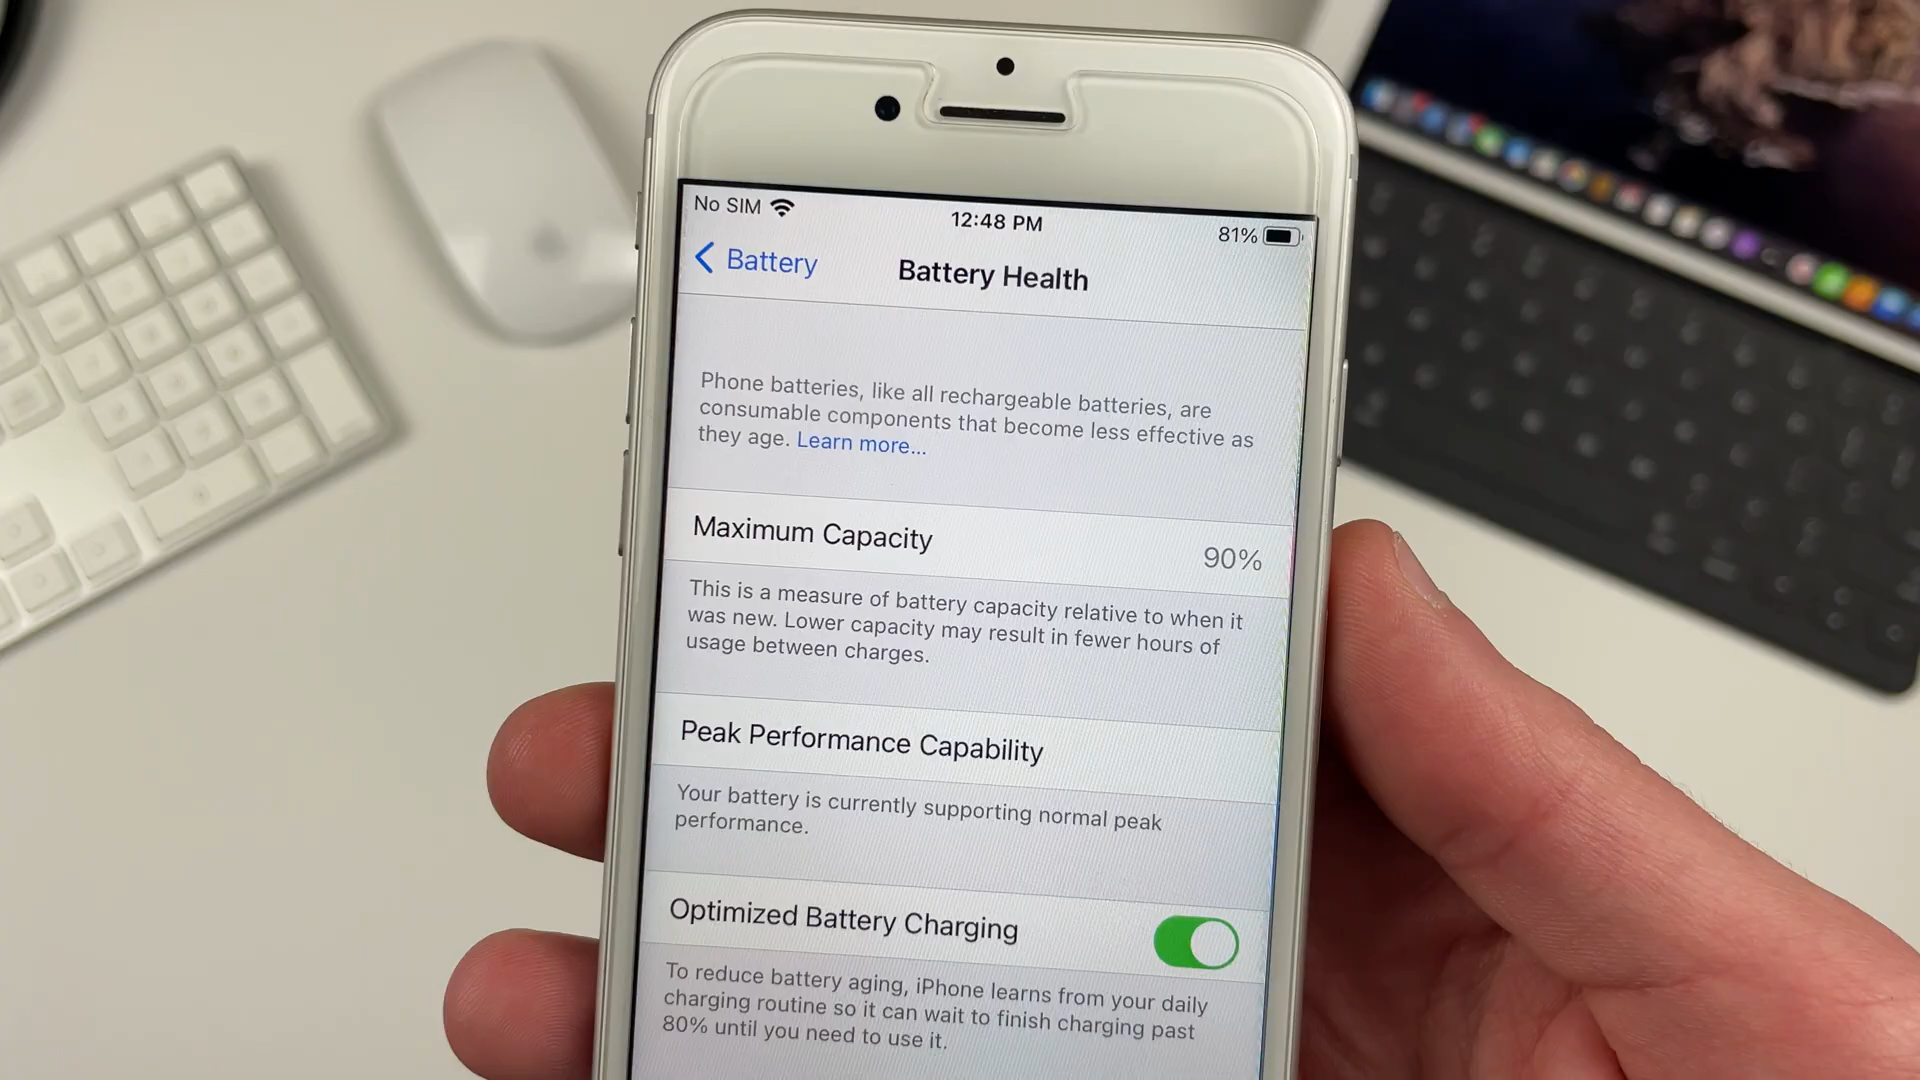 No SIM 12:48 PM 81%
Battery Battery Health
Phone batteries, like all rechargeable batteries, are
consumable components that become less effective as
they age. Learn more...
Maximum Capacity 90%
This is a measure of battery capacity relative to when it
was new. Lower capacity may result in fewer hours of
usage between charges.
Peak Performance Capability
Your battery is currently supporting normal peak
performance.
Optimized Battery Charging
To reduce battery aging, iPhone learns from your daily
charging routine so it can wait to finish charging past
80% until you need to use it.